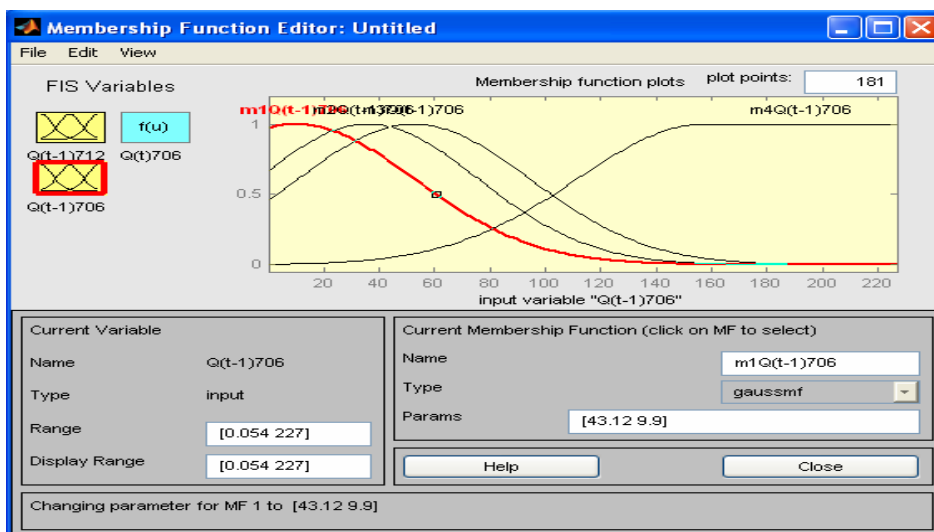 Membership Function Editor: Untitled
File Edit View
FIS Variables
Membership function plots
plot points:
181
f(u)
Q(t-1)712
Q(t)706
Q(t-1)706
m4Q(t-1)706
1
0.5
0
20 40 60 80 100 120 140 160 180 200 220
input variable "Q(t-1)706"
Current Variable
Name
Q(t-1)706
Type
input
Range
[0.054 227]
Display Range
[0.054 227]
Current Membership Function (click on MF to select)
Name
m1Q(t-1)706
Type
gaussmf
Params
[43.12 9.9]
Help
Close
Changing parameter for MF 1 to [43.12 9.9]